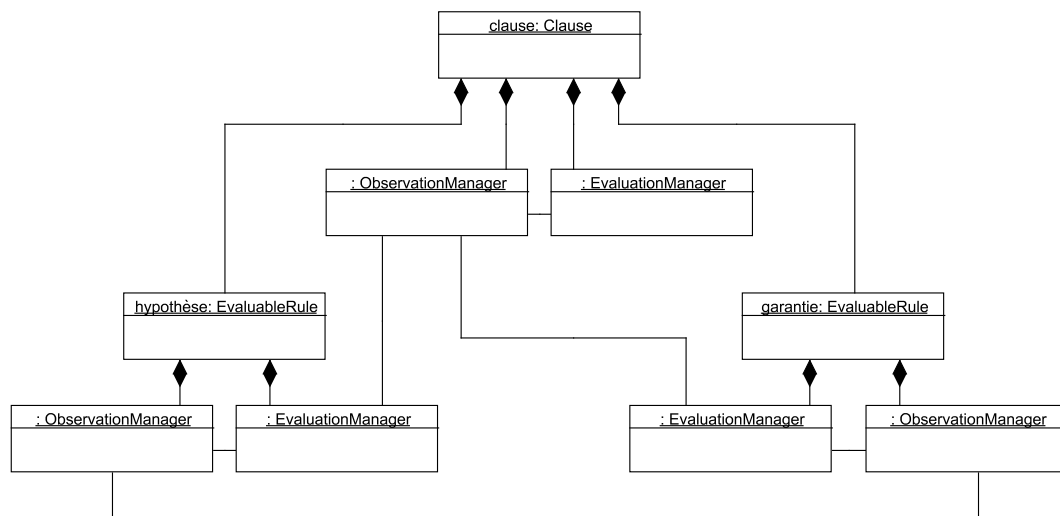 clause: Clause
: ObservationManager
: EvaluationManager
hypothèse: EvaluableRule
garantie: EvaluableRule
: ObservationManager
: EvaluationManager
: EvaluationManager
: ObservationManager